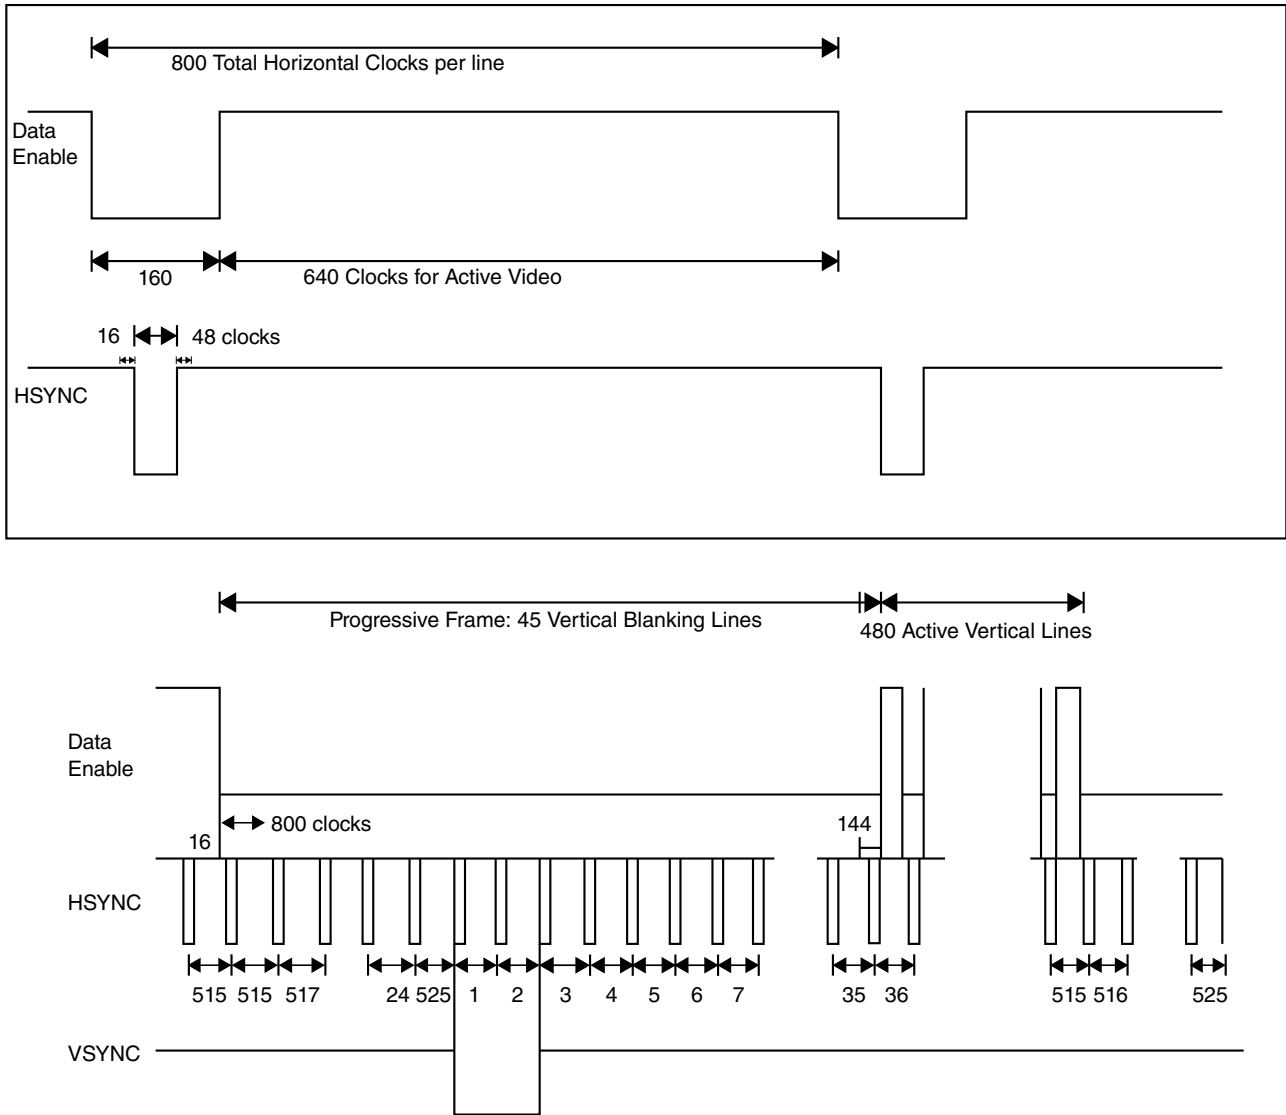 800 Total Horizontal Clocks per line
Data
Enable
160
640 Clocks for Active Video
16
48 clocks
HSYNC
Progressive Frame: 45 Vertical Blanking Lines
480 Active Vertical Lines
Data
Enable
16
800 clocks
144
HSYNC
515 515 517 24 525 1 2 3 4 5 6 7 35 36 515 516 525
VSYNC